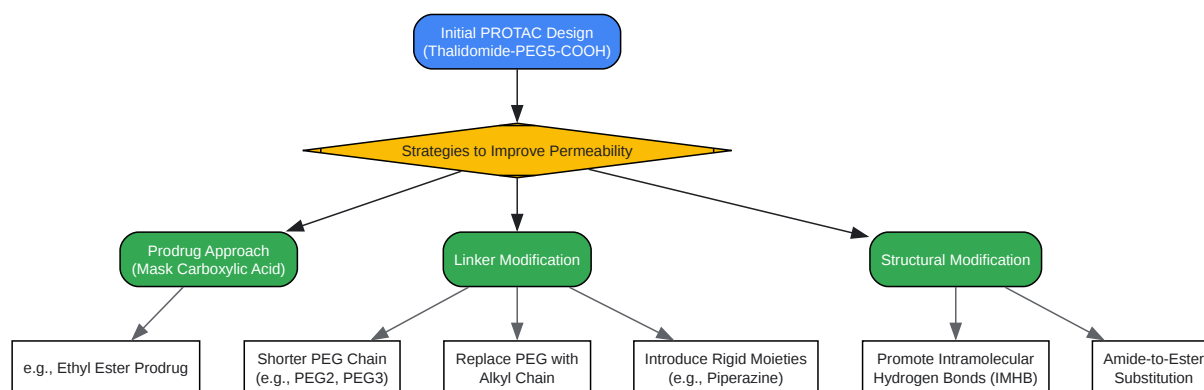 Initial PROTAC Design
(Thalidomide-PEG5-COOH)
Strategies to Improve Permeability
Prodrug Approach
(Mask Carboxylic Acid)
Linker Modification
Structural Modification
e.g., Ethyl Ester Prodrug
Shorter PEG Chain
(e.g., PEG2, PEG3)
Replace PEG with
Alkyl Chain
Introduce Rigid Moieties
(e.g., Piperazine)
Promote Intramolecular
Hydrogen Bonds (IMHB)
Amide-to-Ester
Substitution